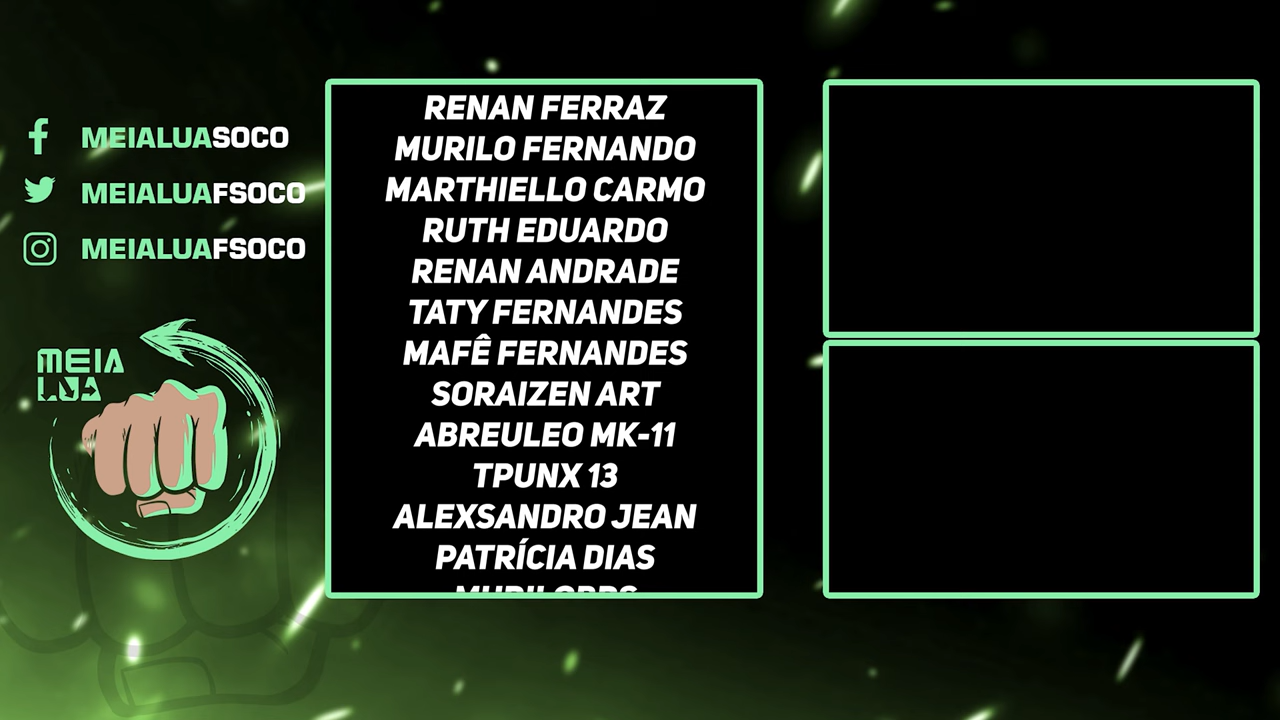 MEIALUASOCO
MEIALUAFSOCO
MEIALUAFSOCO
MEIA
LUA
RENAN FERRAZ
MURILO FERNANDO
MARTHIELLO CARMO
RUTH EDUARDO
RENAN ANDRADE
TATY FERNANDES
MAFÊ FERNANDES
SORAIZEN ART
ABREULEO MK-11
TPUNX 13
ALEXSANDRO JEAN
PATRÍCIA DIAS